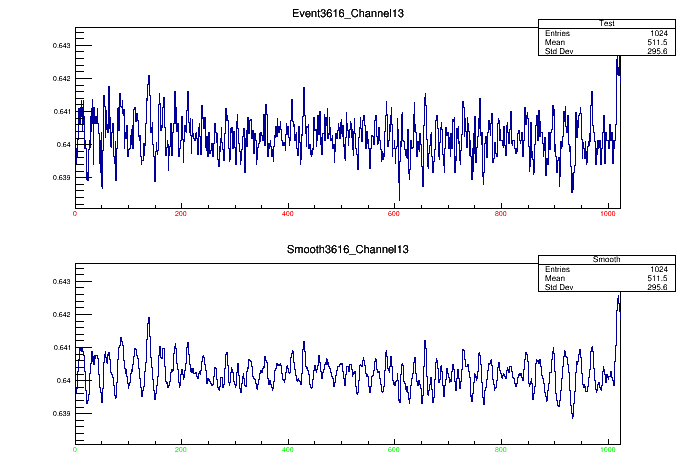 Event3616_Channel13
Test
Entries 1024
Mean 511.5
Std Dev 295.6
0.643
0.642
0.641
0.64
0.639
0 200 400 600 800 1000
Smooth3616_Channel13
Smooth
Entries 1024
Mean 511.5
Std Dev 295.6
0.643
0.642
0.641
0.64
0.639
0 200 400 600 800 1000